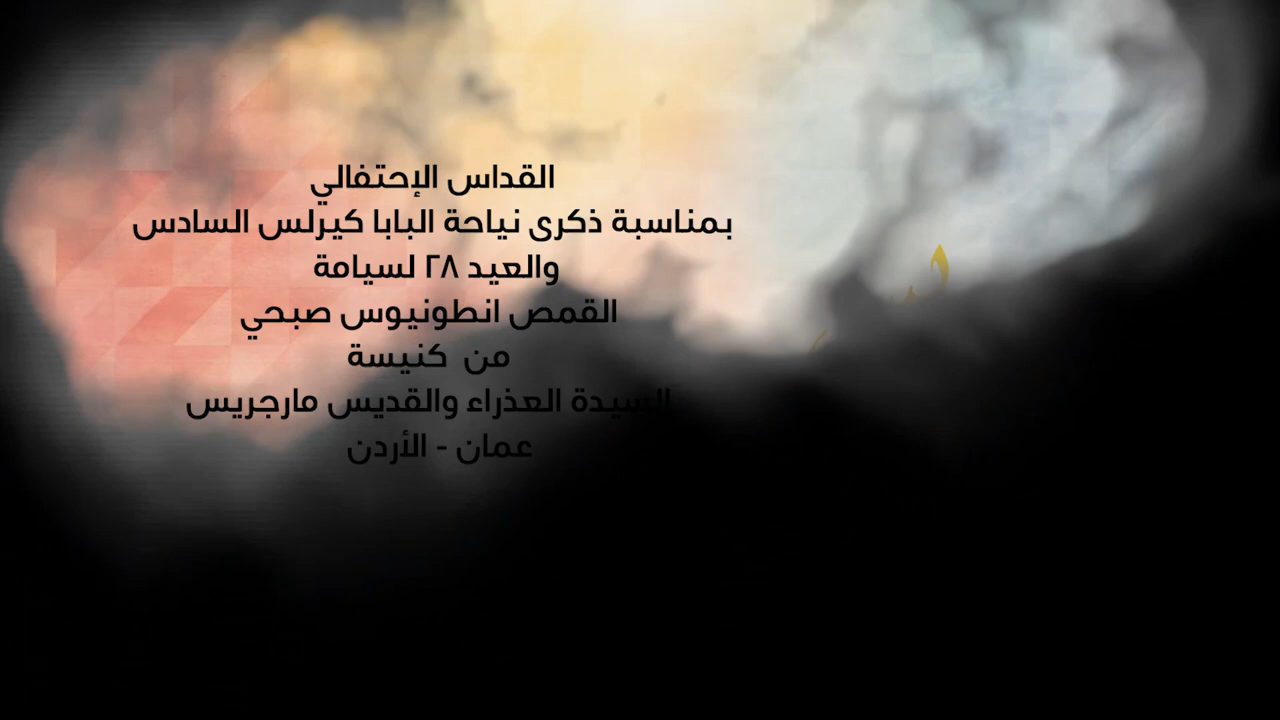 القداس الإحتفالي
بمناسبة ذكرى نياحة البابا كيرلس السادس
والعيد ٢٨ لسيامة
القمص انطونيوس صبحي
من كنيسة
السيدة العذراء والقديس مارجريس
عمان - الأردن